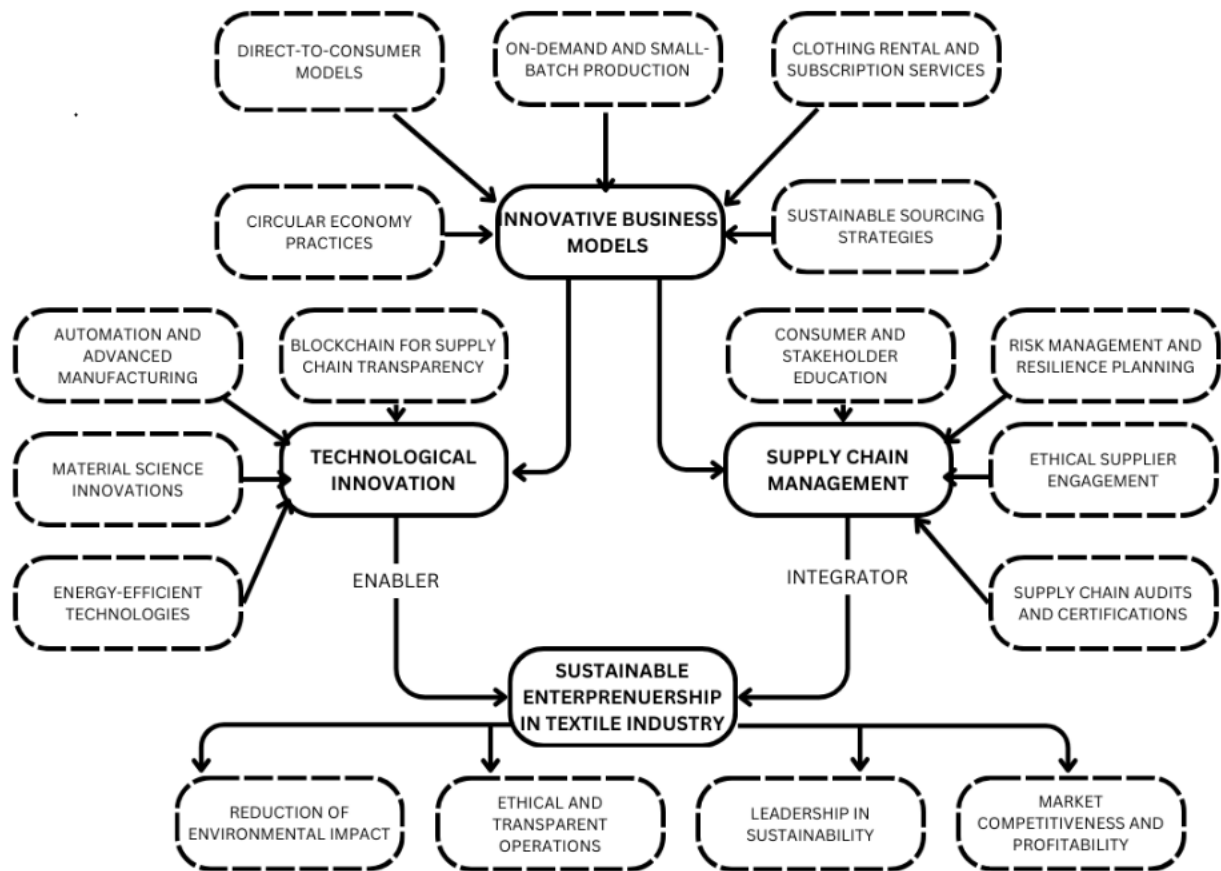 DIRECT-TO-CONSUMER
MODELS
ON-DEMAND AND SMALL-
BATCH PRODUCTION
CLOTHING RENTAL AND
SUBSCRIPTION SERVICES
CIRCULAR ECONOMY
PRACTICES
INNOVATIVE BUSINESS
MODELS
SUSTAINABLE SOURCING
STRATEGIES
AUTOMATION AND
ADVANCED
MANUFACTURING
BLOCKCHAIN FOR SUPPLY
CHAIN TRANSPARENCY
CONSUMER AND
STAKEHOLDER
EDUCATION
RISK MANAGEMENT AND
RESILIENCE PLANNING
MATERIAL SCIENCE
INNOVATIONS
TECHNOLOGICAL
INNOVATION
SUPPLY CHAIN
MANAGEMENT
ETHICAL SUPPLIER
ENGAGEMENT
ENERGY-EFFICIENT
TECHNOLOGIES
ENABLER
INTEGRATOR
SUPPLY CHAIN AUDITS
AND CERTIFICATIONS
SUSTAINABLE
ENTERPRENUERSHIP
IN TEXTILE INDUSTRY
REDUCTION OF
ENVIRONMENTAL IMPACT
ETHICAL AND
TRANSPARENT
OPERATIONS
LEADERSHIP IN
SUSTAINABILITY
MARKET
COMPETITIVENESS AND
PROFITABILITY